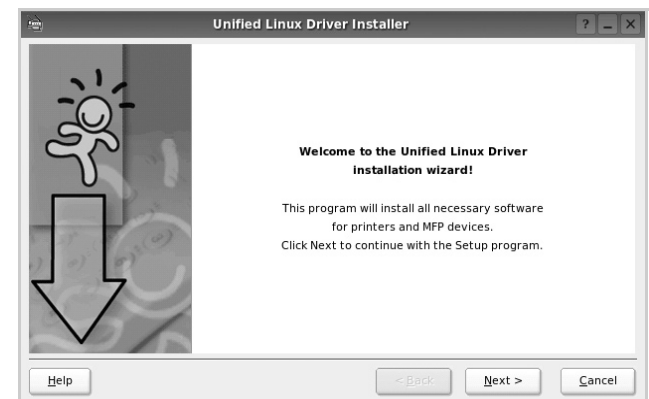 Unified Linux Driver Installer
? _ X
Welcome to the Unified Linux Driver
installation wizard!
This program will install all necessary software
for printers and MFP devices.
Click Next to continue with the Setup program.
Help
< Back
Next >
Cancel